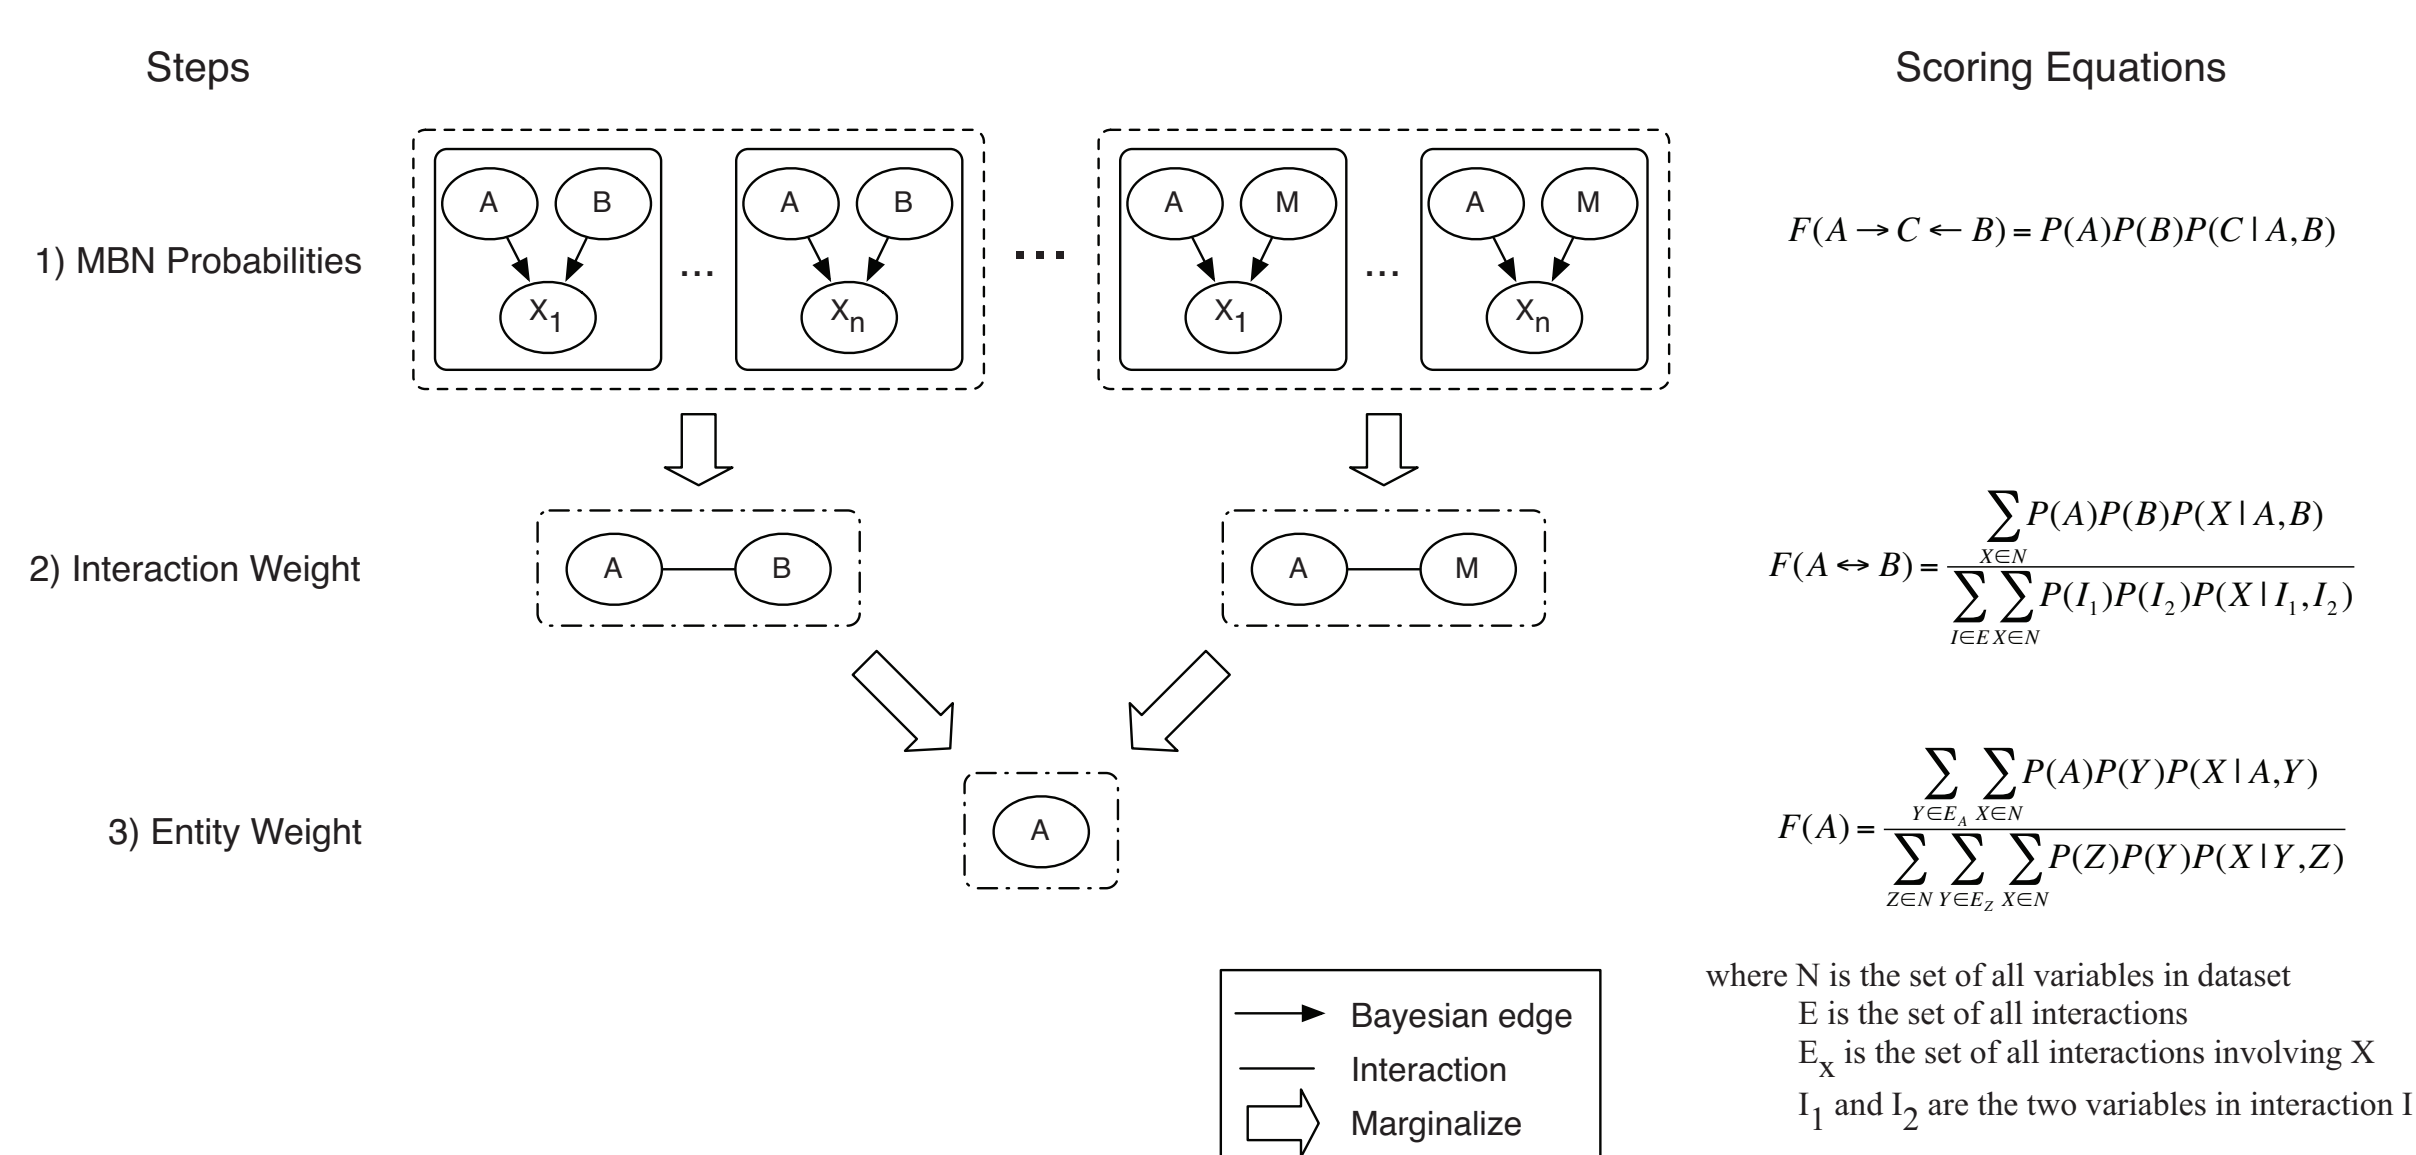 Steps
Scoring Equations
A B A B A M A M
X1 ... Xn ... X1 ... Xn
1) MBN Probabilities
F(A → C ← B) = P(A)P(B)P(C | A,B)
2) Interaction Weight
A B A M
F(A ↔ B) = ∑X∈N P(A)P(B)P(X | A,B) / ∑I∈E ∑X∈N P(I1)P(I2)P(X | I1,I2)
3) Entity Weight
A
F(A) = ∑Y∈EA ∑X∈N P(A)P(Y)P(X | A,Y) / ∑Z∈N ∑Y∈EZ ∑X∈N P(Z)P(Y)P(X | Y,Z)
Bayesian edge
Interaction
Marginalize
where N is the set of all variables in dataset
E is the set of all interactions
Ex is the set of all interactions involving X
I1 and I2 are the two variables in interaction I